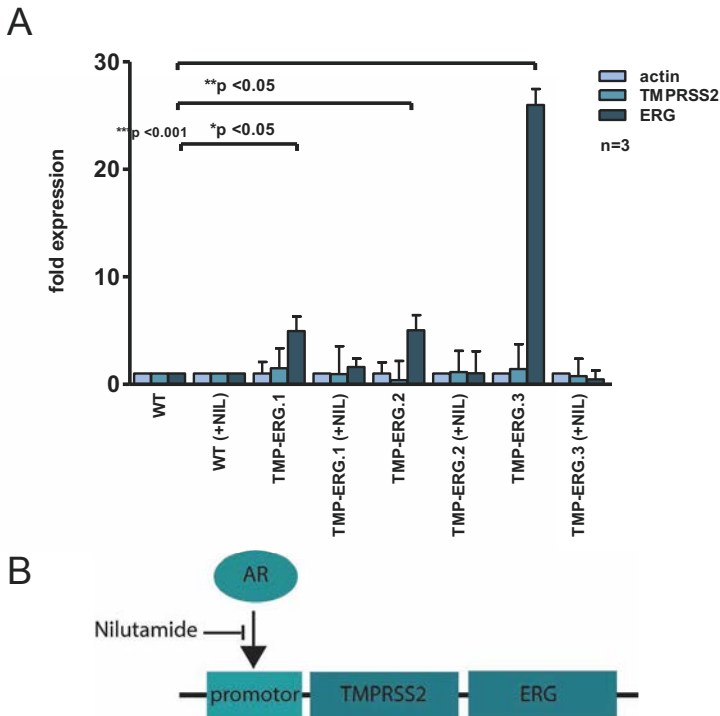 A
30
20
10
0
fold expression
**p <0.05
***p <0.001
*p <0.05
actin
TMPRSS2
ERG
n=3
WT
WT (+NIL)
TMP-ERG.1
TMP-ERG.1 (+NIL)
TMP-ERG.2
TMP-ERG.2 (+NIL)
TMP-ERG.3
TMP-ERG.3 (+NIL)
B
AR
Nilutamide
promotor
TMPRSS2
ERG